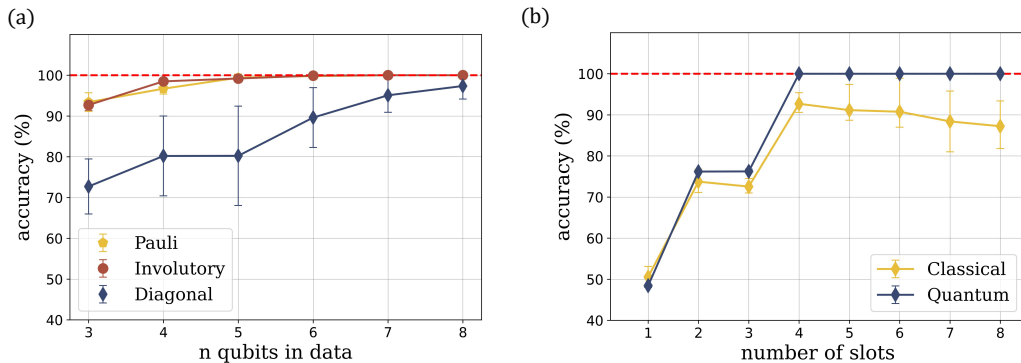 (a)
accuracy (%)
100
90
80
70
60
50
40
Pauli
Involutory
Diagonal
3 4 5 6 7 8
n qubits in data
(b)
accuracy (%)
100
90
80
70
60
50
40
Classical
Quantum
1 2 3 4 5 6 7 8
number of slots